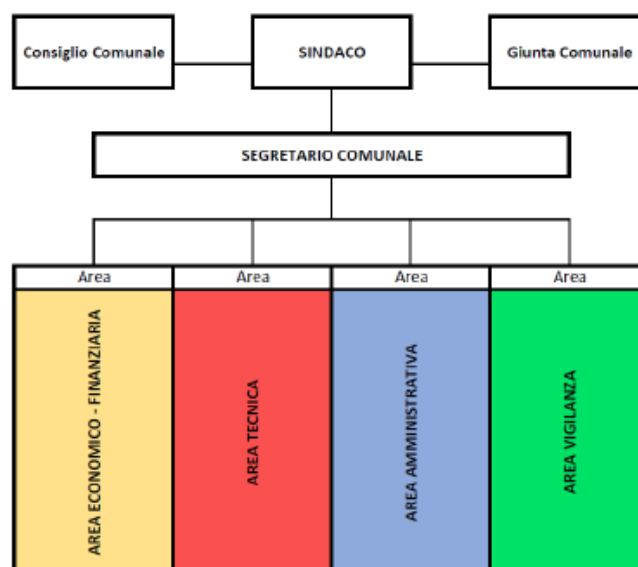 Consiglio Comunale
SINDACO
Giunta Comunale
SEGRETARIO COMUNALE
Area
Area
Area
Area
AREA ECONOMICO - FINANZIARIA
AREA TECNICA
AREA AMMINISTRATIVA
AREA VIGILANZA